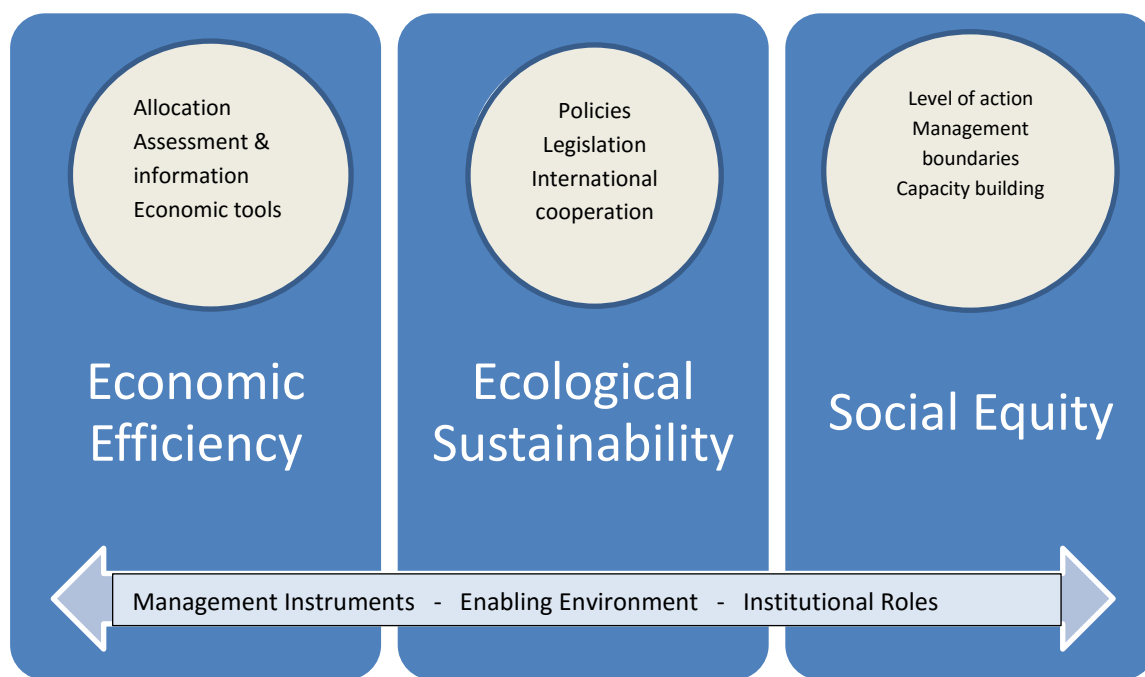 Allocation
Assessment &
information
Economic tools
Economic
Efficiency
Policies
Legislation
International
cooperation
Ecological
Sustainability
Level of action
Management
boundaries
Capacity building
Social Equity
Management Instruments - Enabling Environment - Institutional Roles